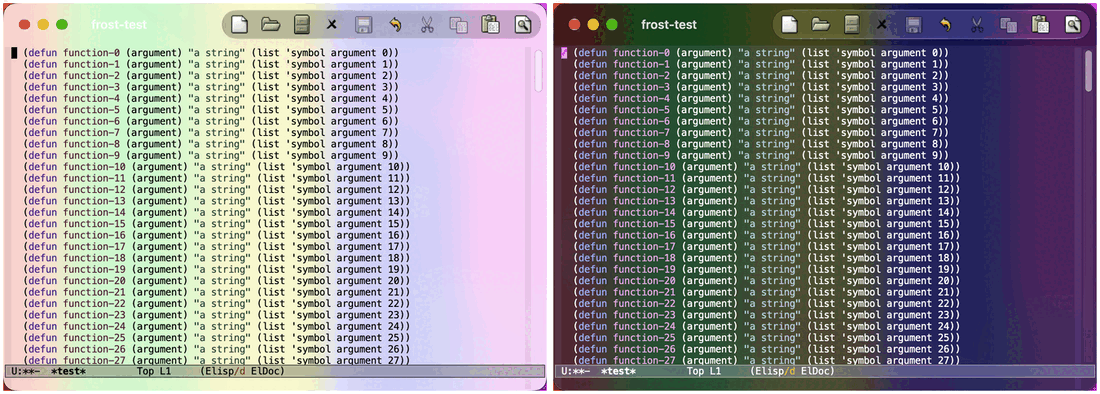 frost-test
(defun function-0 (argument) "a string" (list 'symbol argument 0))
(defun function-1 (argument) "a string" (list 'symbol argument 1))
(defun function-2 (argument) "a string" (list 'symbol argument 2))
(defun function-3 (argument) "a string" (list 'symbol argument 3))
(defun function-4 (argument) "a string" (list 'symbol argument 4))
(defun function-5 (argument) "a string" (list 'symbol argument 5))
(defun function-6 (argument) "a string" (list 'symbol argument 6))
(defun function-7 (argument) "a string" (list 'symbol argument 7))
(defun function-8 (argument) "a string" (list 'symbol argument 8))
(defun function-9 (argument) "a string" (list 'symbol argument 9))
(defun function-10 (argument) "a string" (list 'symbol argument 10))
(defun function-11 (argument) "a string" (list 'symbol argument 11))
(defun function-12 (argument) "a string" (list 'symbol argument 12))
(defun function-13 (argument) "a string" (list 'symbol argument 13))
(defun function-14 (argument) "a string" (list 'symbol argument 14))
(defun function-15 (argument) "a string" (list 'symbol argument 15))
(defun function-16 (argument) "a string" (list 'symbol argument 16))
(defun function-17 (argument) "a string" (list 'symbol argument 17))
(defun function-18 (argument) "a string" (list 'symbol argument 18))
(defun function-19 (argument) "a string" (list 'symbol argument 19))
(defun function-20 (argument) "a string" (list 'symbol argument 20))
(defun function-21 (argument) "a string" (list 'symbol argument 21))
(defun function-22 (argument) "a string" (list 'symbol argument 22))
(defun function-23 (argument) "a string" (list 'symbol argument 23))
(defun function-24 (argument) "a string" (list 'symbol argument 24))
(defun function-25 (argument) "a string" (list 'symbol argument 25))
(defun function-26 (argument) "a string" (list 'symbol argument 26))
(defun function-27 (argument) "a string" (list 'symbol argument 27))
U:**-  *test*        Top L1     (Elisp/d ElDoc)
frost-test
(defun function-0 (argument) "a string" (list 'symbol argument 0))
(defun function-1 (argument) "a string" (list 'symbol argument 1))
(defun function-2 (argument) "a string" (list 'symbol argument 2))
(defun function-3 (argument) "a string" (list 'symbol argument 3))
(defun function-4 (argument) "a string" (list 'symbol argument 4))
(defun function-5 (argument) "a string" (list 'symbol argument 5))
(defun function-6 (argument) "a string" (list 'symbol argument 6))
(defun function-7 (argument) "a string" (list 'symbol argument 7))
(defun function-8 (argument) "a string" (list 'symbol argument 8))
(defun function-9 (argument) "a string" (list 'symbol argument 9))
(defun function-10 (argument) "a string" (list 'symbol argument 10))
(defun function-11 (argument) "a string" (list 'symbol argument 11))
(defun function-12 (argument) "a string" (list 'symbol argument 12))
(defun function-13 (argument) "a string" (list 'symbol argument 13))
(defun function-14 (argument) "a string" (list 'symbol argument 14))
(defun function-15 (argument) "a string" (list 'symbol argument 15))
(defun function-16 (argument) "a string" (list 'symbol argument 16))
(defun function-17 (argument) "a string" (list 'symbol argument 17))
(defun function-18 (argument) "a string" (list 'symbol argument 18))
(defun function-19 (argument) "a string" (list 'symbol argument 19))
(defun function-20 (argument) "a string" (list 'symbol argument 20))
(defun function-21 (argument) "a string" (list 'symbol argument 21))
(defun function-22 (argument) "a string" (list 'symbol argument 22))
(defun function-23 (argument) "a string" (list 'symbol argument 23))
(defun function-24 (argument) "a string" (list 'symbol argument 24))
(defun function-25 (argument) "a string" (list 'symbol argument 25))
(defun function-26 (argument) "a string" (list 'symbol argument 26))
(defun function-27 (argument) "a string" (list 'symbol argument 27))
U:**-  *test*        Top L1     (Elisp/d ElDoc)